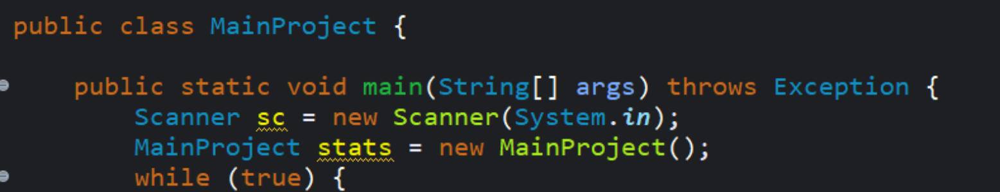 public class MainProject {
public static void main(String[] args) throws Exception {
Scanner sc = new Scanner(System.in);
MainProject stats = new MainProject();
while (true) {